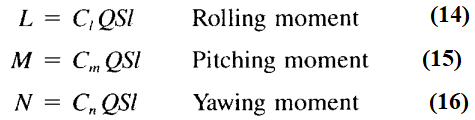 L = C_l QSl Rolling moment (14)
M = C_m QSl Pitching moment (15)
N = C_n QSl Yawing moment (16)